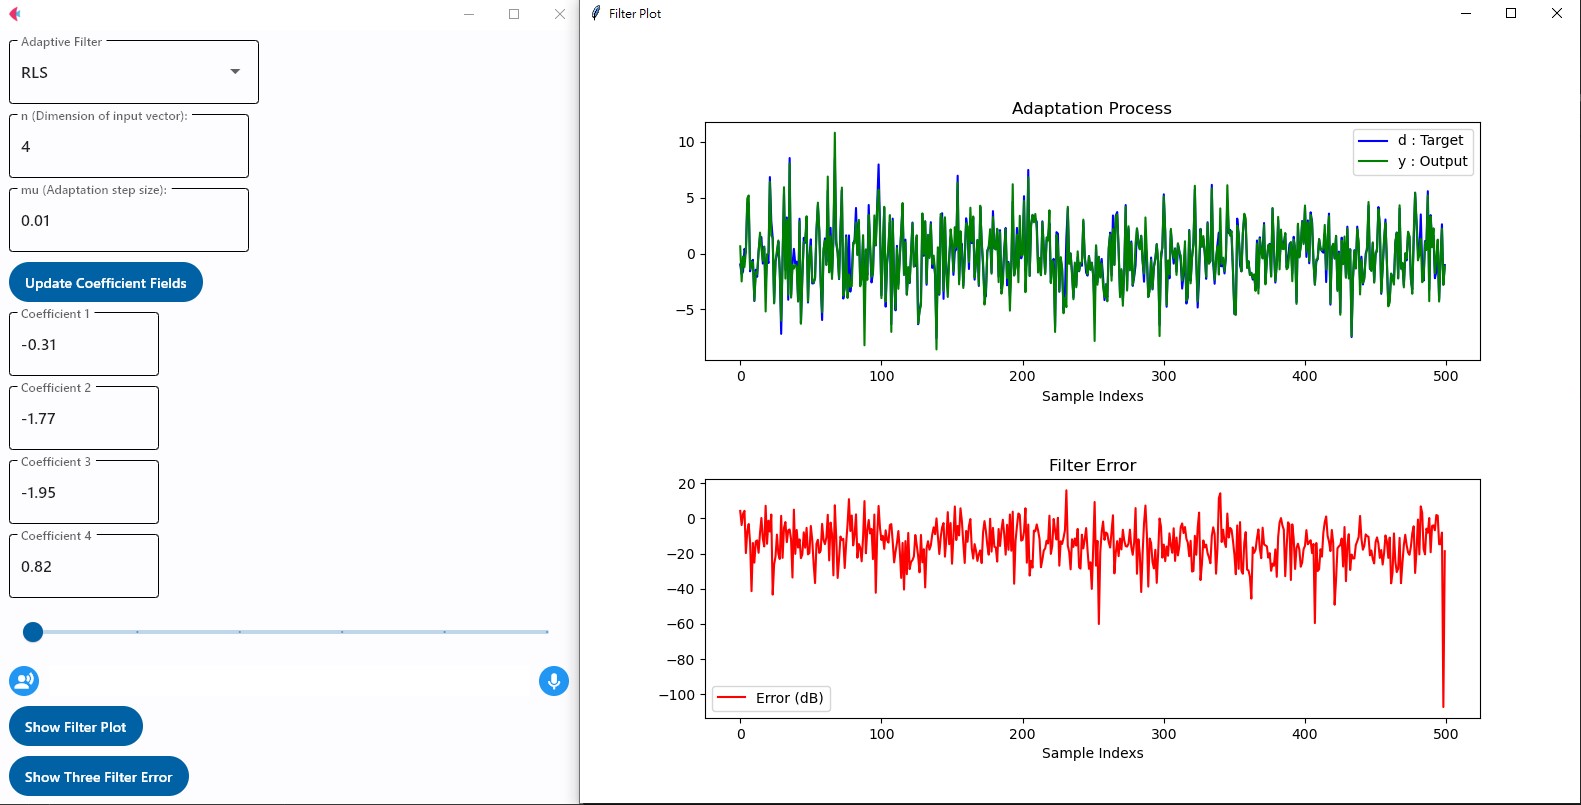 Adaptive Filter
RLS
n (Dimension of input vector):
4
mu (Adaptation step size):
0.01
Update Coefficient Fields
Coefficient 1
-0.31
Coefficient 2
-1.77
Coefficient 3
-1.95
Coefficient 4
0.82
Show Filter Plot
Show Three Filter Error
Filter Plot
Adaptation Process
10
5
0
−5
d : Target
y : Output
0 100 200 300 400 500
Sample Indexs
Filter Error
20
0
−20
−40
−60
−80
−100
Error (dB)
0 100 200 300 400 500
Sample Indexs